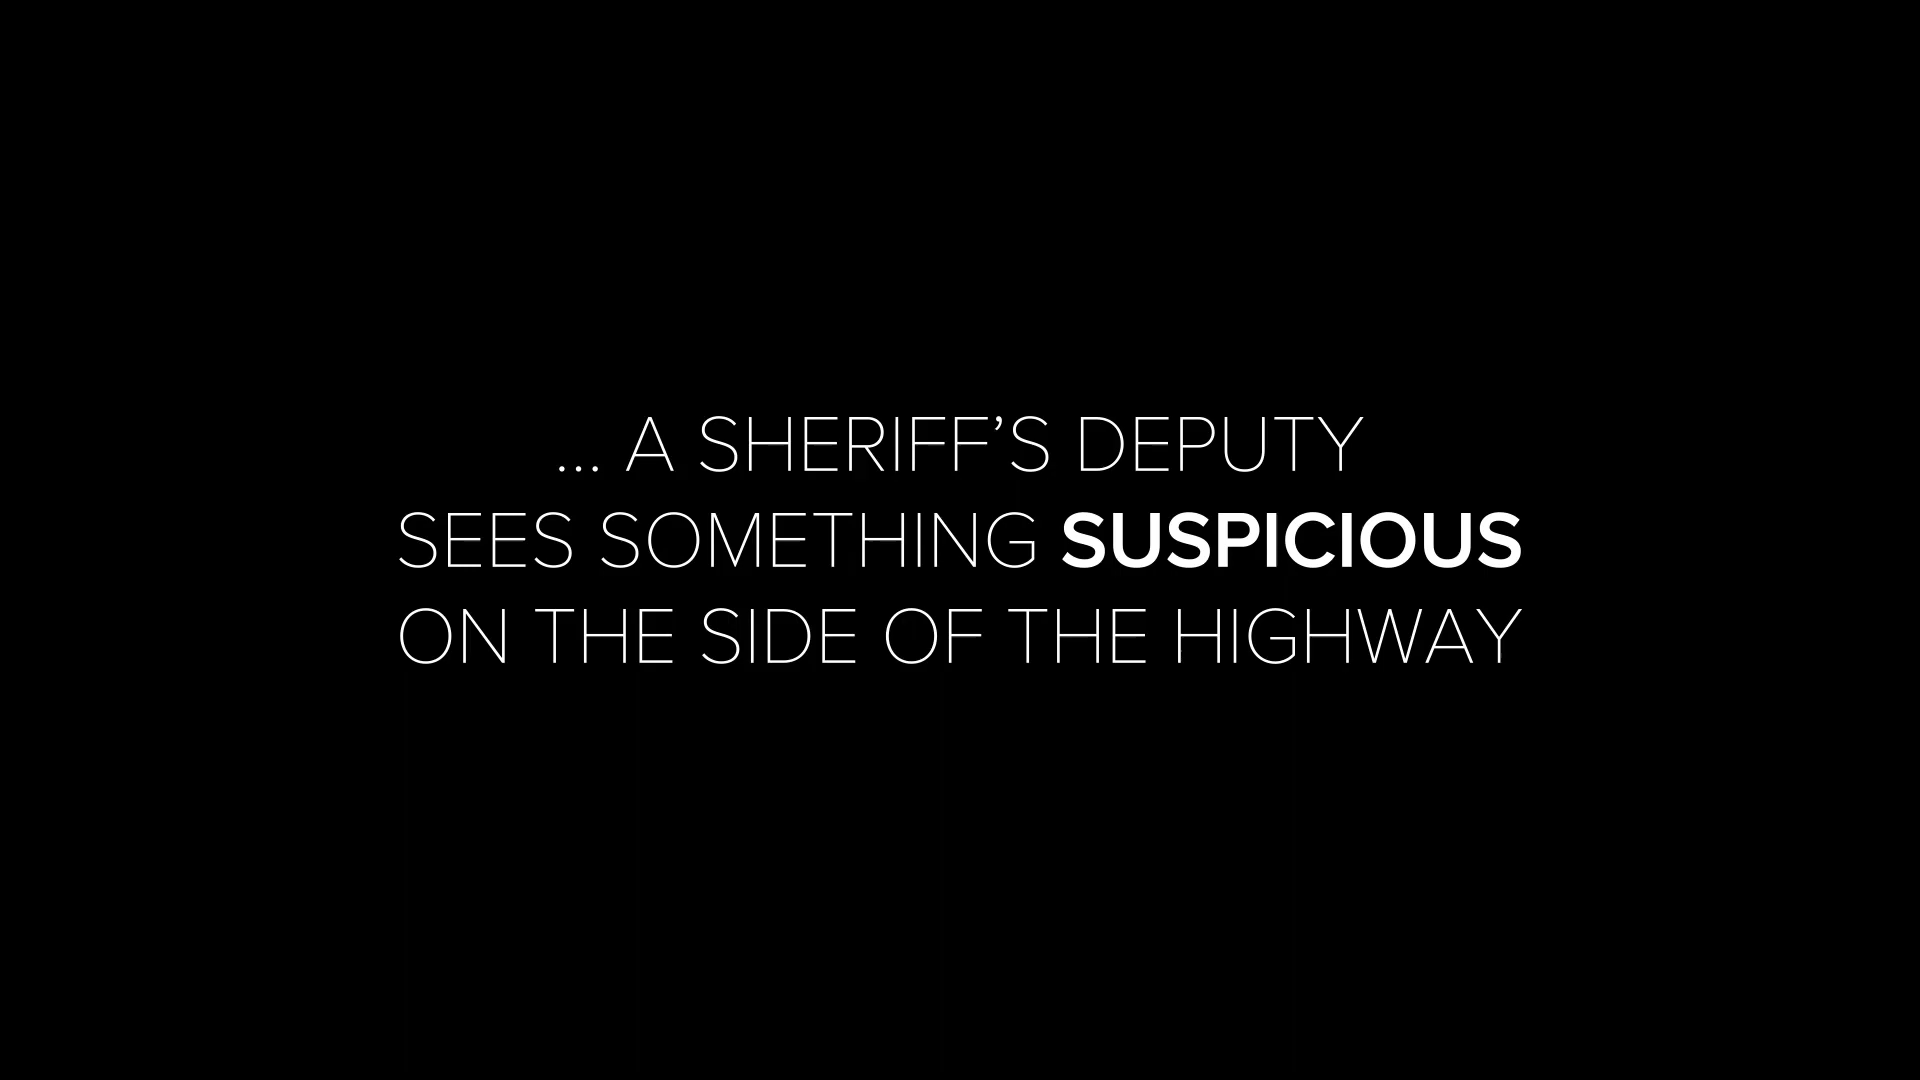 ... A SHERIFF’S DEPUTY
SEES SOMETHING SUSPICIOUS
ON THE SIDE OF THE HIGHWAY